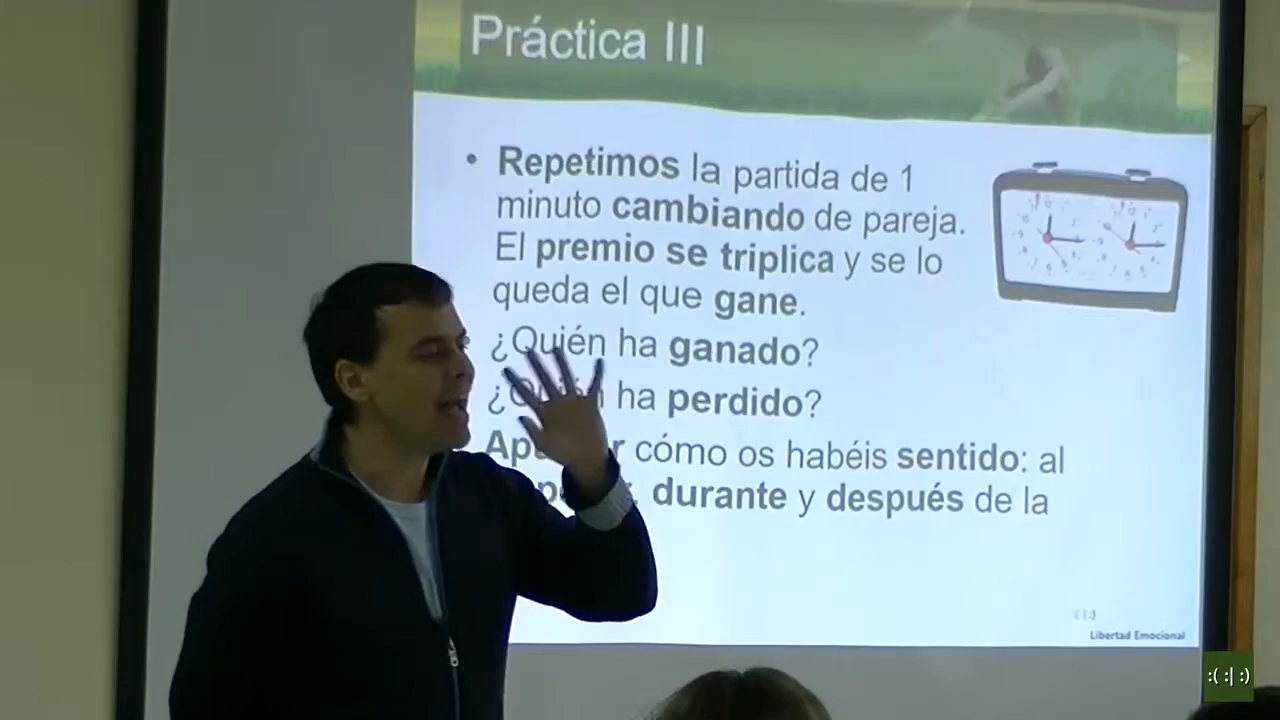 Práctica III
• Repetimos la partida de 1
minuto cambiando de pareja.
El premio se triplica y se lo
queda el que gane.
¿Quién ha ganado?
ha perdido?
cómo os habéis sentido: al
durante y después de la
Libertad Emocional
:( :| :)